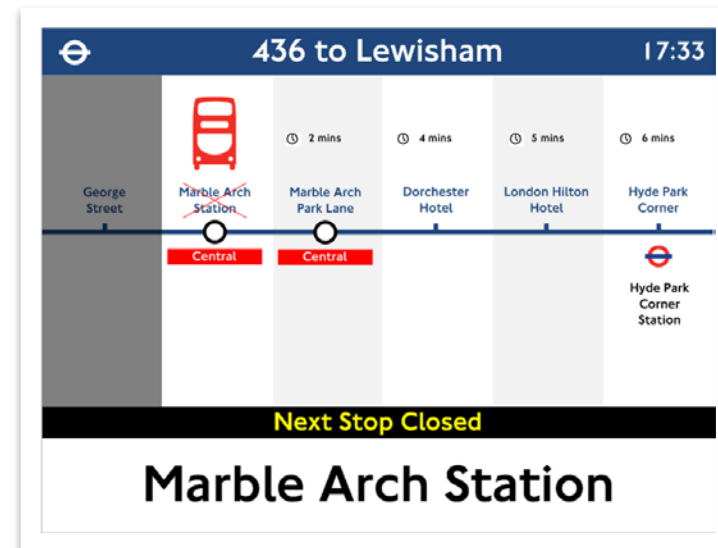 436 to Lewisham
17:33
2 mins
4 mins
5 mins
6 mins
George
Street
Marble Arch
Station
Marble Arch
Park Lane
Dorchester
Hotel
London Hilton
Hotel
Hyde Park
Corner
Central
Central
Hyde Park
Corner
Station
Next Stop Closed
Marble Arch Station